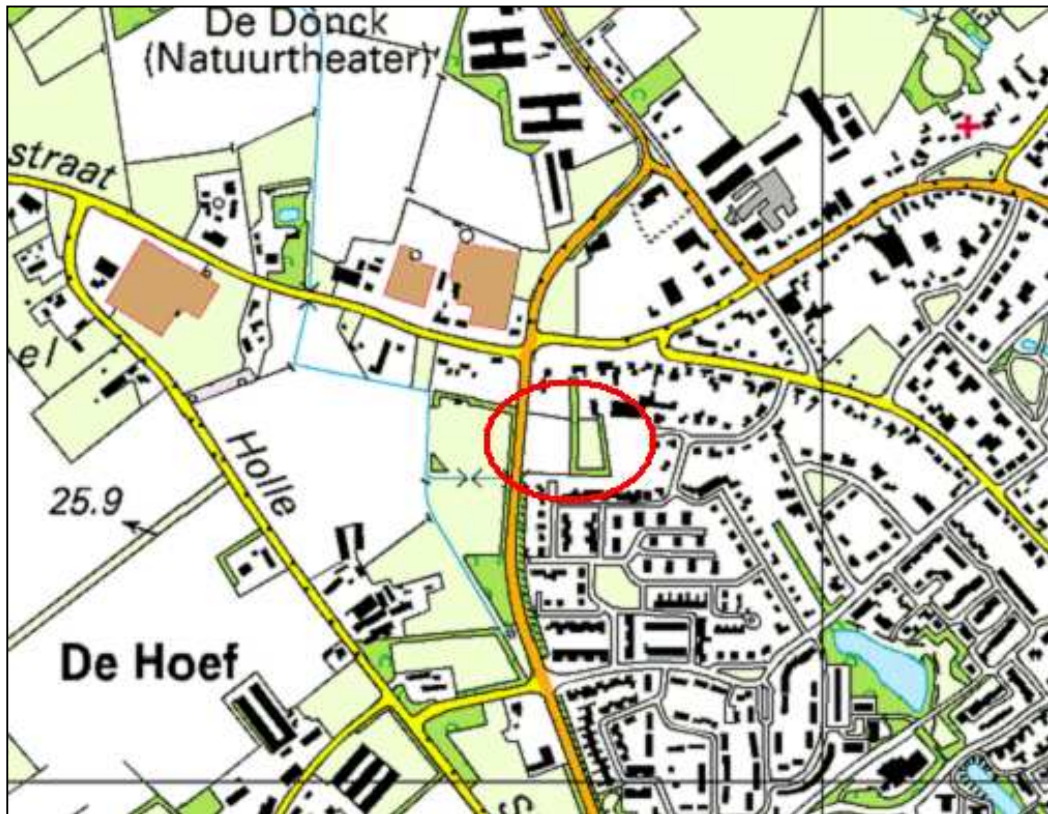 De Donck
(Natuurtheater)
straat
el
Holle
25.9
De Hoef
S